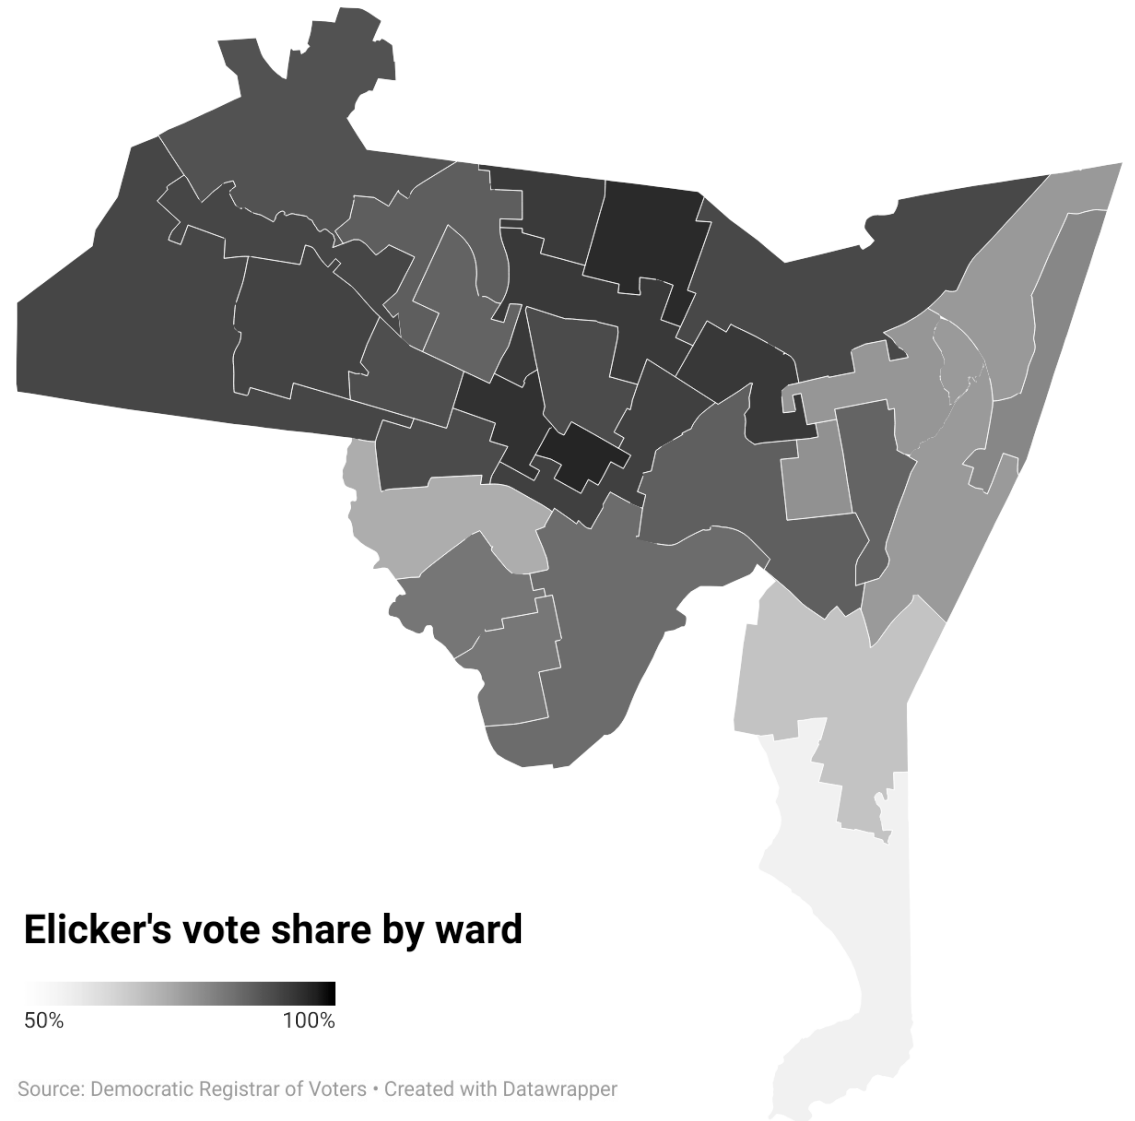 Elicker's vote share by ward
50%
100%
Source: Democratic Registrar of Voters • Created with Datawrapper